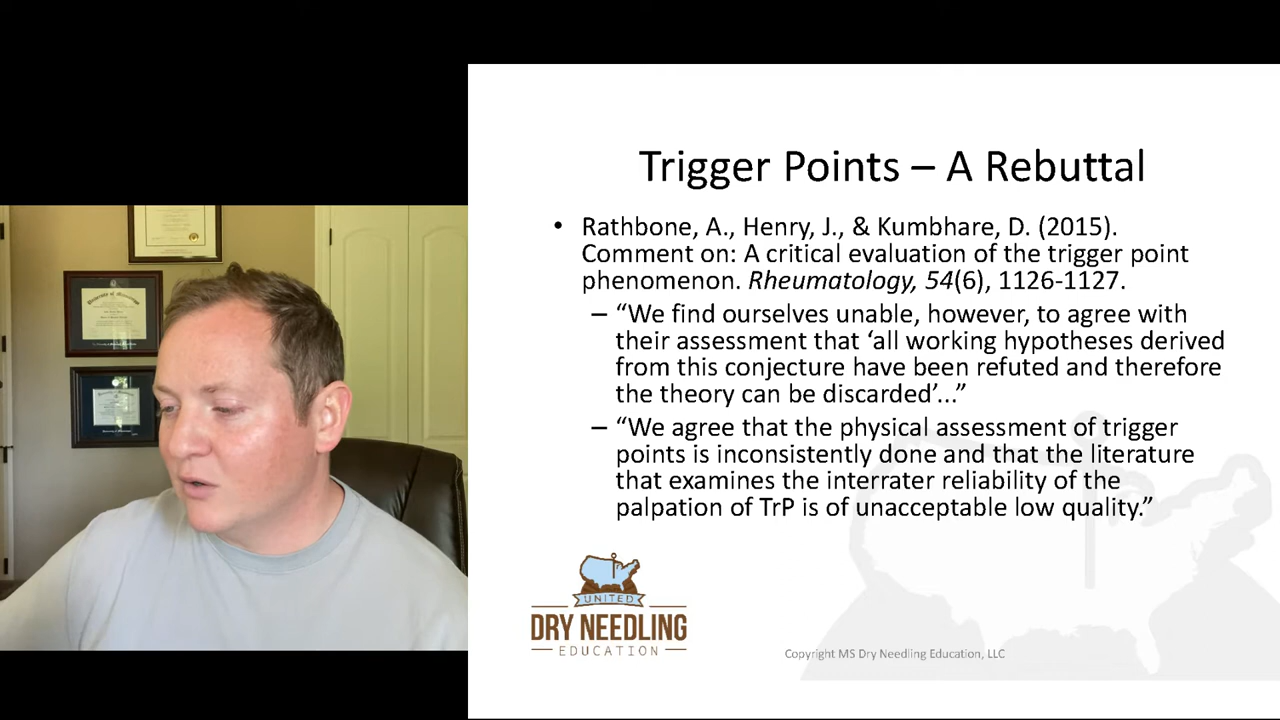 Trigger Points – A Rebuttal
• Rathbone, A., Henry, J., & Kumbhare, D. (2015).
Comment on: A critical evaluation of the trigger point
phenomenon. Rheumatology, 54(6), 1126-1127.
– “We find ourselves unable, however, to agree with
their assessment that ‘all working hypotheses derived
from this conjecture have been refuted and therefore
the theory can be discarded’...”
– “We agree that the physical assessment of trigger
points is inconsistently done and that the literature
that examines the interrater reliability of the
palpation of TrP is of unacceptable low quality.”
UNITED
DRY NEEDLING
EDUCATION
Copyright MS Dry Needling Education, LLC